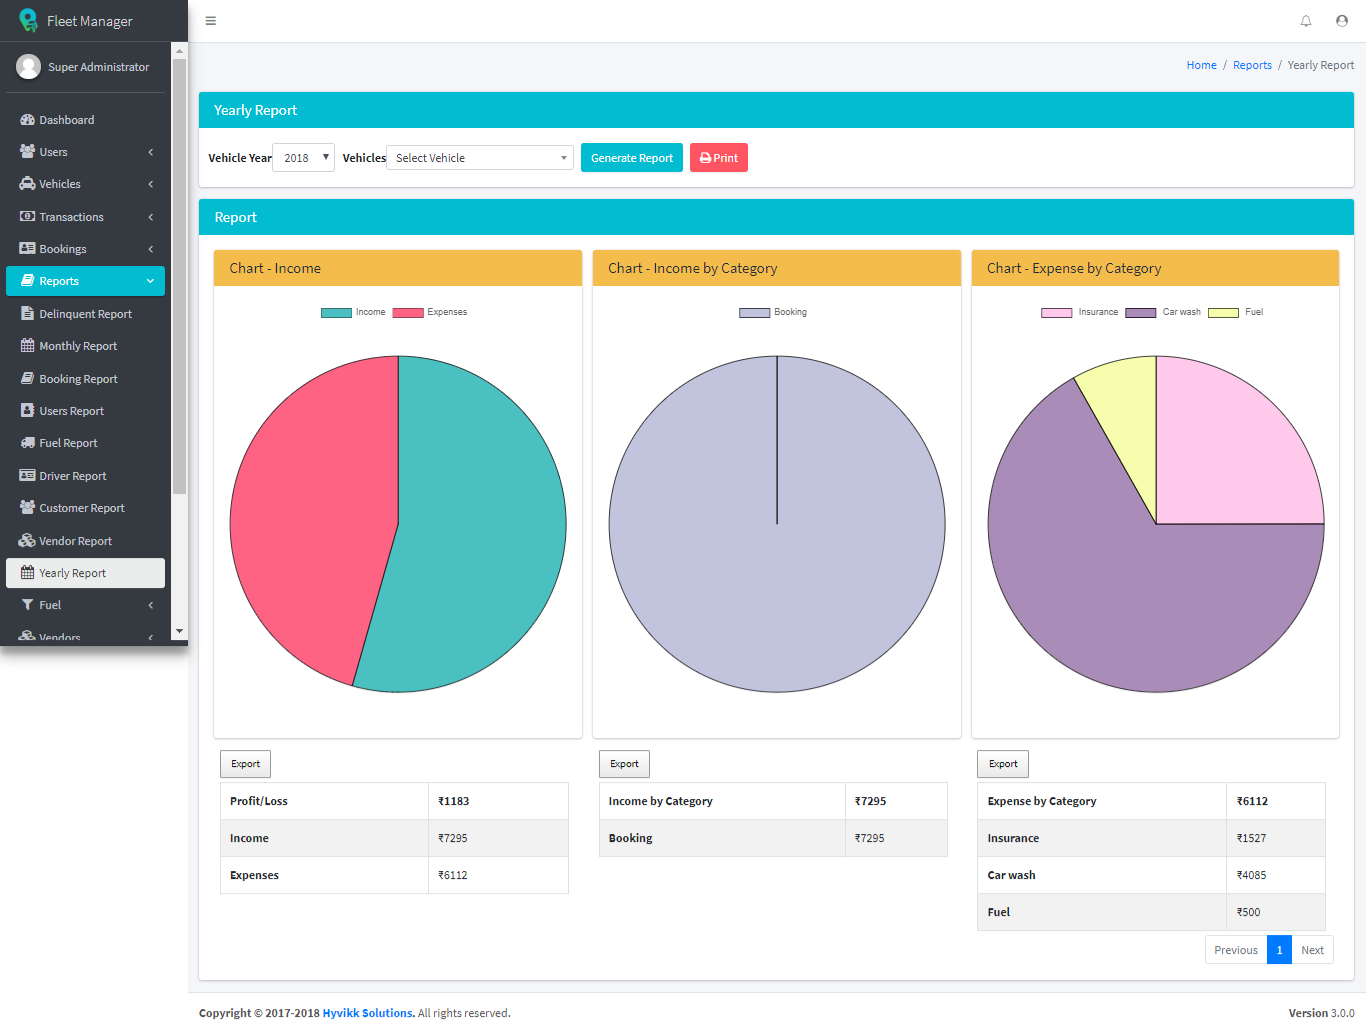 Fleet Manager
Super Administrator
Dashboard
Users
Vehicles
Transactions
Bookings
Reports
Delinquent Report
Monthly Report
Booking Report
Users Report
Fuel Report
Driver Report
Customer Report
Vendor Report
Yearly Report
Fuel
Vendors
Home / Reports / Yearly Report
Yearly Report
Vehicle Year 2018 Vehicles Select Vehicle Generate Report Print
Report
Chart - Income
Income Expenses
Chart - Income by Category
Booking
Chart - Expense by Category
Insurance Car wash Fuel
Export
Profit/Loss ₹1183
Income ₹7295
Expenses ₹6112
Export
Income by Category ₹7295
Booking ₹7295
Export
Expense by Category ₹6112
Insurance ₹1527
Car wash ₹4085
Fuel ₹500
Previous 1 Next
Copyright © 2017-2018 Hyvikk Solutions. All rights reserved.
Version 3.0.0